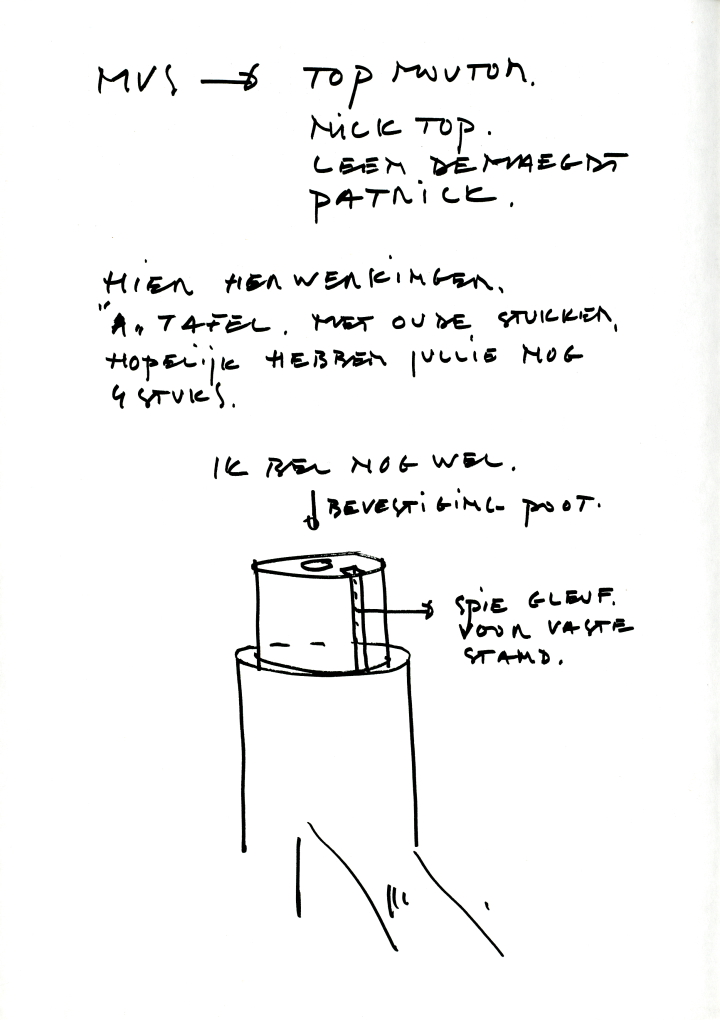 MVS → TOP MOUTON.
NICK TOP.
LEEN DEMAEGDT
PATRICK.
HIER HERWERKINGEN.
"A" TAFEL. MET OUDE STUKKEN,
HOPELIJK HEBBEN JULLIE NOG
4 STUKS.
IK BEL NOG WEL.
↓ BEVESTIGING POOT.
→ SPIE GLEUF.
VOOR VASTE
STAND.